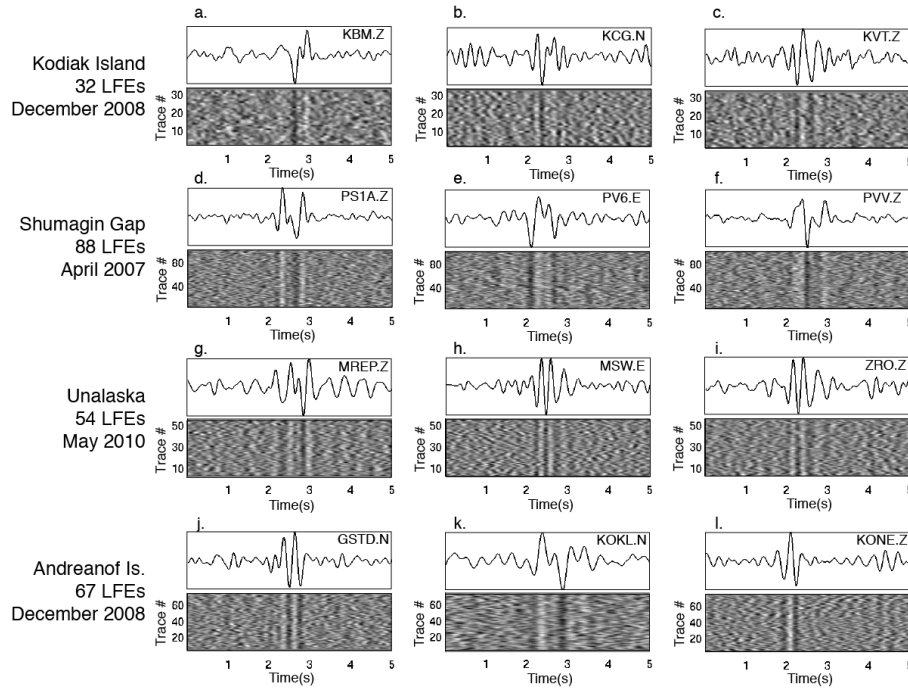 a.
b.
c.
KBM.Z
KCG.N
KVT.Z
Kodiak Island
32 LFEs
December 2008
Trace #
30
20
10
Trace #
30
20
10
Trace #
30
20
10
1 2 3 4 5
1 2 3 4 5
1 2 3 4 5
Time(s)
Time(s)
Time(s)
d.
e.
f.
PS1A.Z
PV6.E
PVV.Z
Shumagin Gap
88 LFEs
April 2007
Trace #
80
40
Trace #
80
40
Trace #
80
40
1 2 3 4 5
1 2 3 4 5
1 2 3 4 5
Time(s)
Time(s)
Time(s)
g.
h.
i.
MREP.Z
MSW.E
ZRO.Z
Unalaska
54 LFEs
May 2010
Trace #
50
30
10
Trace #
50
30
10
Trace #
50
30
10
1 2 3 4 5
1 2 3 4 5
1 2 3 4 5
Time(s)
Time(s)
Time(s)
j.
k.
l.
GSTD.N
KOKL.N
KONE.Z
Andreanof Is.
67 LFEs
December 2008
Trace #
60
40
20
Trace #
60
40
20
Trace #
60
40
20
1 2 3 4 5
1 2 3 4 5
1 2 3 4 5
Time(s)
Time(s)
Time(s)